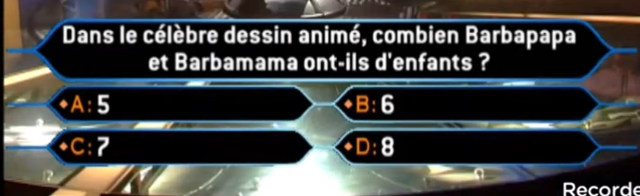 Dans le célèbre dessin animé, combien Barbapapa
et Barbamama ont-ils d'enfants ?
A: 5
B: 6
C: 7
D: 8
Recorde